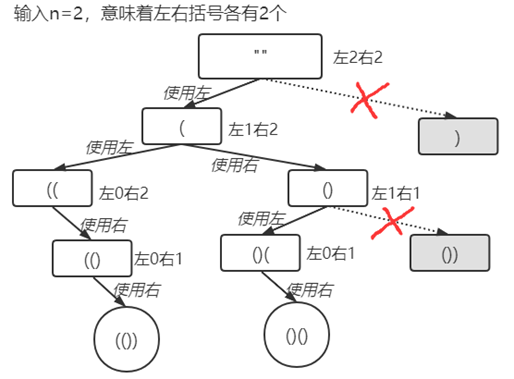 输入n=2，意味着左右括号各有2个
"" 左2右2
使用左
( 左1右2
)
使用左 使用右
(( 左0右2
() 左1右1
使用右 使用左
(() 左0右1
()( 左0右1
())
使用右 使用右
(())
()()